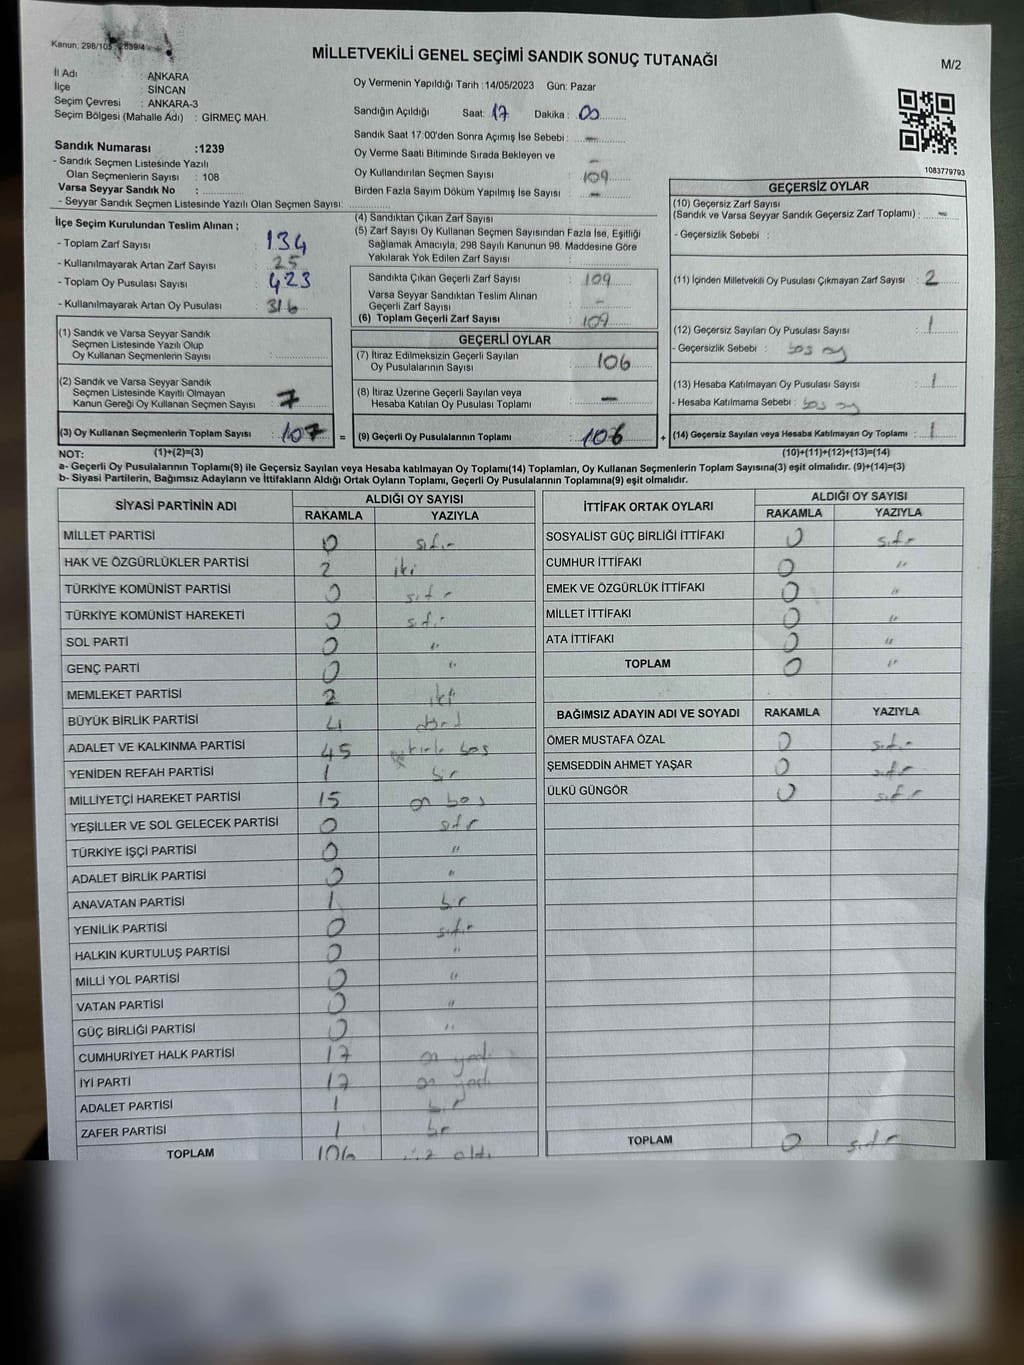 Kanun: 298/105, 2839/4
MİLLETVEKİLİ GENEL SEÇİMİ SANDIK SONUÇ TUTANAĞI
M/2
İl Adı : ANKARA
İlçe : SİNCAN
Seçim Çevresi : ANKARA-3
Seçim Bölgesi (Mahalle Adı) : GİRMEÇ MAH.
Sandık Numarası :1239
- Sandık Seçmen Listesinde Yazılı
Olan Seçmenlerin Sayısı : 108
Varsa Seyyar Sandık No :
- Seyyar Sandık Seçmen Listesinde Yazılı Olan Seçmen Sayısı:
Oy Vermenin Yapıldığı Tarih :14/05/2023 Gün: Pazar
Sandığın Açıldığı Saat: 17 Dakika : 00
Sandık Saat 17:00'den Sonra Açımış İse Sebebi : -
Oy Verme Saati Bitiminde Sırada Bekleyen ve -
Oy Kullandırılan Seçmen Sayısı : 109
Birden Fazla Sayım Döküm Yapılmış İse Sayısı : -
1083779793
İlçe Seçim Kurulundan Teslim Alınan ;
- Toplam Zarf Sayısı : 134
- Kullanılmayarak Artan Zarf Sayısı : 25
- Toplam Oy Pusulası Sayısı : 423
- Kullanılmayarak Artan Oy Pusulası : 316
(1) Sandık ve Varsa Seyyar Sandık
Seçmen Listesinde Yazılı Olup
Oy Kullanan Seçmenlerin Sayısı :
(2) Sandık ve Varsa Seyyar Sandık
Seçmen Listesinde Kayıtlı Olmayan
Kanun Gereği Oy Kullanan Seçmen Sayısı : 7
(3) Oy Kullanan Seçmenlerin Toplam Sayısı : 107
(4) Sandıktan Çıkan Zarf Sayısı :
(5) Zarf Sayısı Oy Kullanan Seçmen Sayısından Fazla İse, Eşitliği
Sağlamak Amacıyla, 298 Sayılı Kanunun 98. Maddesine Göre
Yakılarak Yok Edilen Zarf Sayısı :
Sandıkta Çıkan Geçerli Zarf Sayısı : 109
Varsa Seyyar Sandıktan Teslim Alınan
Geçerli Zarf Sayısı : -
(6) Toplam Geçerli Zarf Sayısı : 109
GEÇERLİ OYLAR
(7) İtiraz Edilmeksizin Geçerli Sayılan
Oy Pusulalarının Sayısı : 106
(8) İtiraz Üzerine Geçerli Sayılan veya
Hesaba Katılan Oy Pusulası Toplamı : -
= (9) Geçerli Oy Pusulalarının Toplamı : 106
GEÇERSİZ OYLAR
(10) Geçersiz Zarf Sayısı
(Sandık ve Varsa Seyyar Sandık Geçersiz Zarf Toplamı) : -
- Geçersizlik Sebebi :
(11) İçinden Milletvekili Oy Pusulası Çıkmayan Zarf Sayısı : 2
(12) Geçersiz Sayılan Oy Pusulası Sayısı : 1
- Geçersizlik Sebebi : boş oy
(13) Hesaba Katılmayan Oy Pusulası Sayısı : 1
- Hesaba Katılmama Sebebi : boş oy
+ (14) Geçersiz Sayılan veya Hesaba Katılmayan Oy Toplamı : 1
NOT: (1)+(2)=(3) (10)+(11)+(12)+(13)=(14)
a- Geçerli Oy Pusulalarının Toplamı(9) ile Geçersiz Sayılan veya Hesaba katılmayan Oy Toplamı(14) Toplamları, Oy Kullanan Seçmenlerin Toplam Sayısına(3) eşit olmalıdır. (9)+(14)=(3)
b- Siyasi Partilerin, Bağımsız Adayların ve İttifakların Aldığı Ortak Oyların Toplamı, Geçerli Oy Pusulalarının Toplamına(9) eşit olmalıdır.
SİYASİ PARTİNİN ADI ALDIĞI OY SAYISI
RAKAMLA YAZIYLA
MİLLET PARTİSİ 0 sıfır
HAK VE ÖZGÜRLÜKLER PARTİSİ 2 iki
TÜRKİYE KOMÜNİST PARTİSİ 0 sıfır
TÜRKİYE KOMÜNİST HAREKETİ 0 sıfır
SOL PARTİ 0 "
GENÇ PARTİ 0 "
MEMLEKET PARTİSİ 2 iki
BÜYÜK BİRLİK PARTİSİ 4 dört
ADALET VE KALKINMA PARTİSİ 45 kırk beş
YENİDEN REFAH PARTİSİ 1 bir
MİLLİYETÇİ HAREKET PARTİSİ 15 on beş
YEŞİLLER VE SOL GELECEK PARTİSİ 0 sıfır
TÜRKİYE İŞÇİ PARTİSİ 0 "
ADALET BİRLİK PARTİSİ 0 "
ANAVATAN PARTİSİ 1 bir
YENİLİK PARTİSİ 0 sıfır
HALKIN KURTULUŞ PARTİSİ 0 "
MİLLİ YOL PARTİSİ 0 "
VATAN PARTİSİ 0 "
GÜÇ BİRLİĞİ PARTİSİ 0 "
CUMHURİYET HALK PARTİSİ 17 on yedi
İYİ PARTİ 17 on yedi
ADALET PARTİSİ 1 bir
ZAFER PARTİSİ 1 bir
TOPLAM 106 yüz altı
İTTİFAK ORTAK OYLARI ALDIĞI OY SAYISI
RAKAMLA YAZIYLA
SOSYALİST GÜÇ BİRLİĞİ İTTİFAKI 0 sıfır
CUMHUR İTTİFAKI 0 "
EMEK VE ÖZGÜRLÜK İTTİFAKI 0 "
MİLLET İTTİFAKI 0 "
ATA İTTİFAKI 0 "
TOPLAM 0 "
BAĞIMSIZ ADAYIN ADI VE SOYADI RAKAMLA YAZIYLA
ÖMER MUSTAFA ÖZAL 0 sıfır
ŞEMSEDDİN AHMET YAŞAR 0 sıfır
ÜLKÜ GÜNGÖR 0 sıfır
TOPLAM 0 sıfır